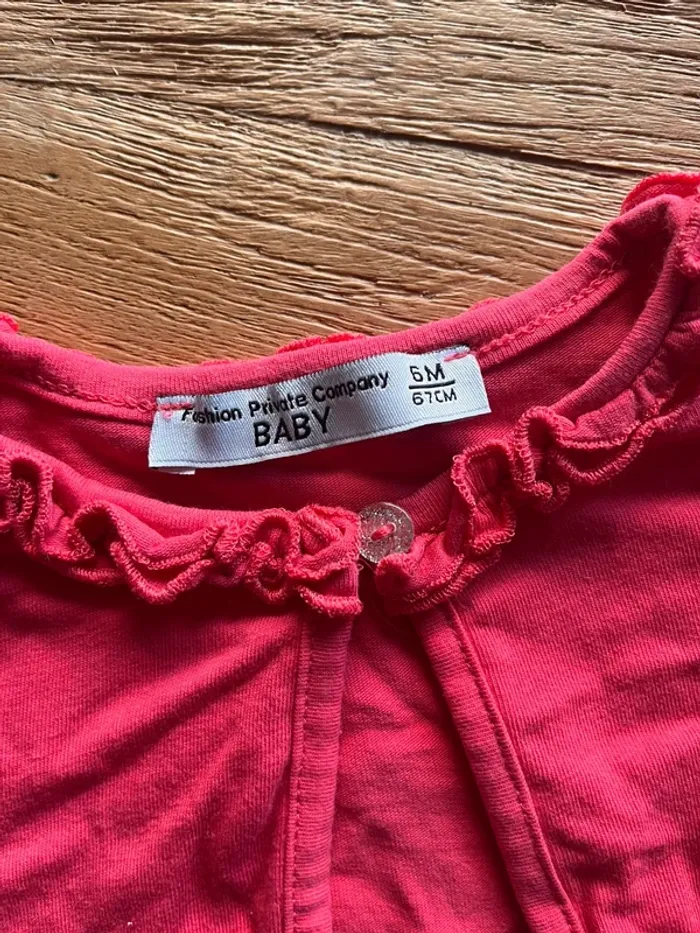 Fashion Private Company
BABY
6M
67CM